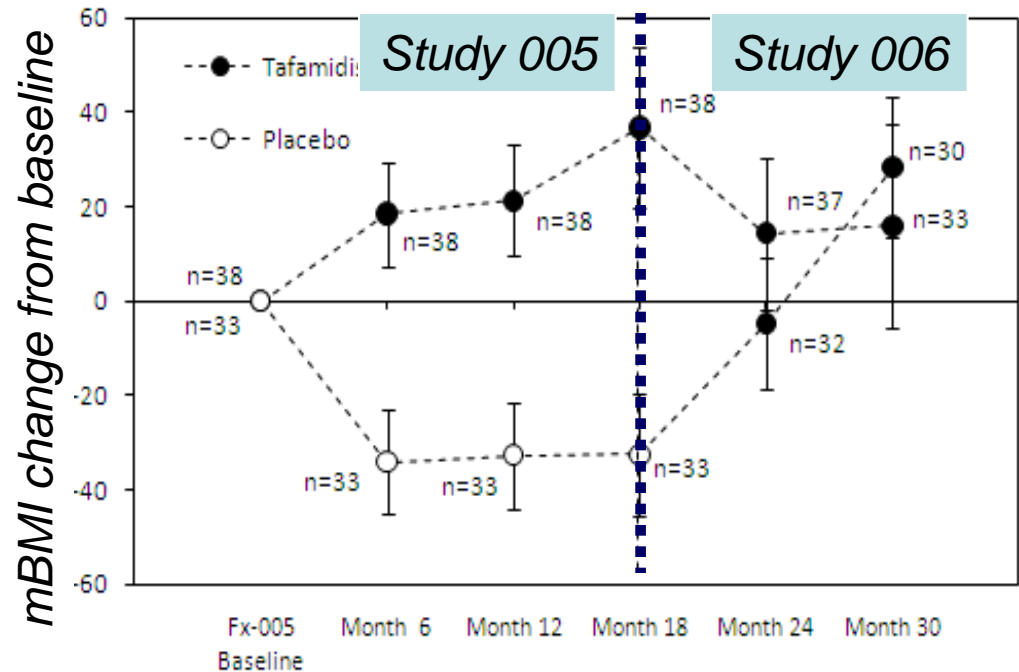 mBMI change from baseline
60
40
20
0
-20
-40
-60
Study 005
Study 006
Tafamidis
Placebo
n=38
n=33
n=38
n=38
n=38
n=37
n=30
n=33
n=32
n=33
n=33
n=33
Fx-005
Baseline
Month 6
Month 12
Month 18
Month 24
Month 30